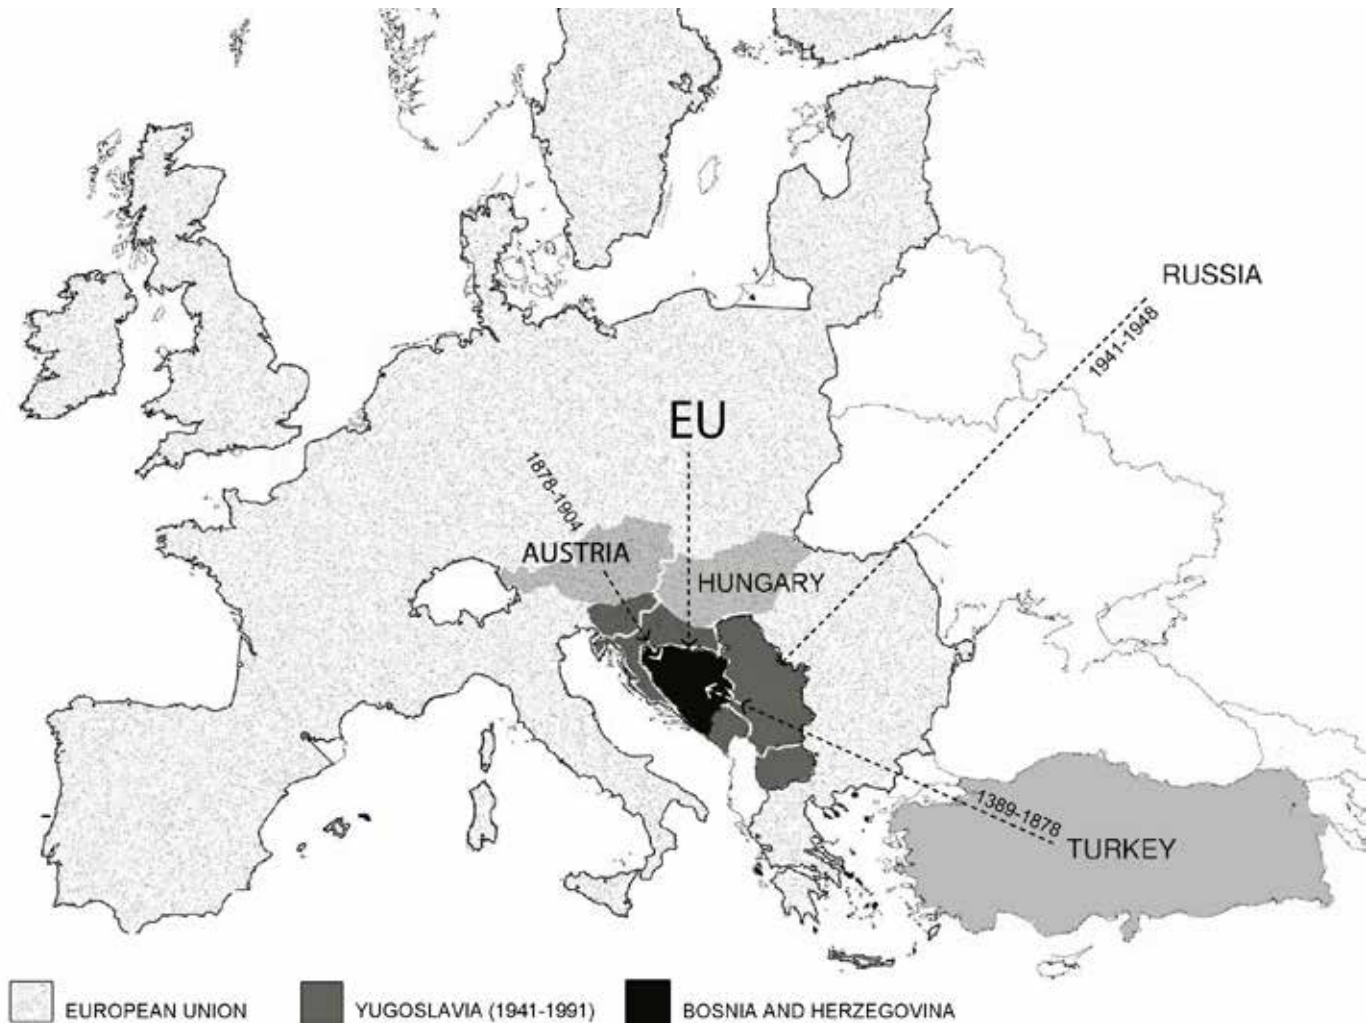 RUSSIA
1941-1948
EU
1878-1904
AUSTRIA
HUNGARY
1389-1878
TURKEY
EUROPEAN UNION
YUGOSLAVIA (1941-1991)
BOSNIA AND HERZEGOVINA